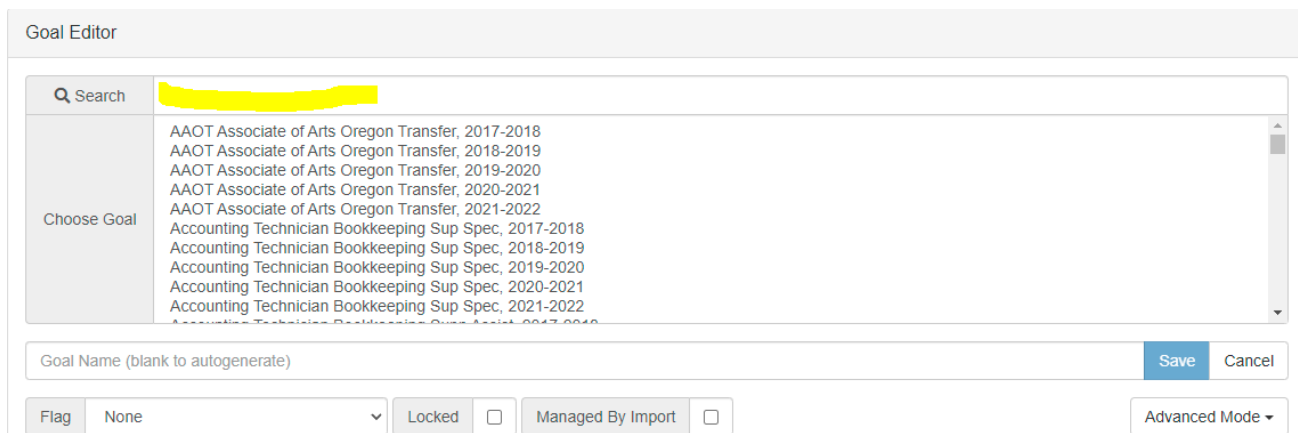 Goal Editor
Search
Choose Goal
AAOT Associate of Arts Oregon Transfer, 2017-2018
AAOT Associate of Arts Oregon Transfer, 2018-2019
AAOT Associate of Arts Oregon Transfer, 2019-2020
AAOT Associate of Arts Oregon Transfer, 2020-2021
AAOT Associate of Arts Oregon Transfer, 2021-2022
Accounting Technician Bookkeeping Sup Spec, 2017-2018
Accounting Technician Bookkeeping Sup Spec, 2018-2019
Accounting Technician Bookkeeping Sup Spec, 2019-2020
Accounting Technician Bookkeeping Sup Spec, 2020-2021
Accounting Technician Bookkeeping Sup Spec, 2021-2022
Goal Name (blank to autogenerate) Save Cancel
Flag None Locked Managed By Import Advanced Mode